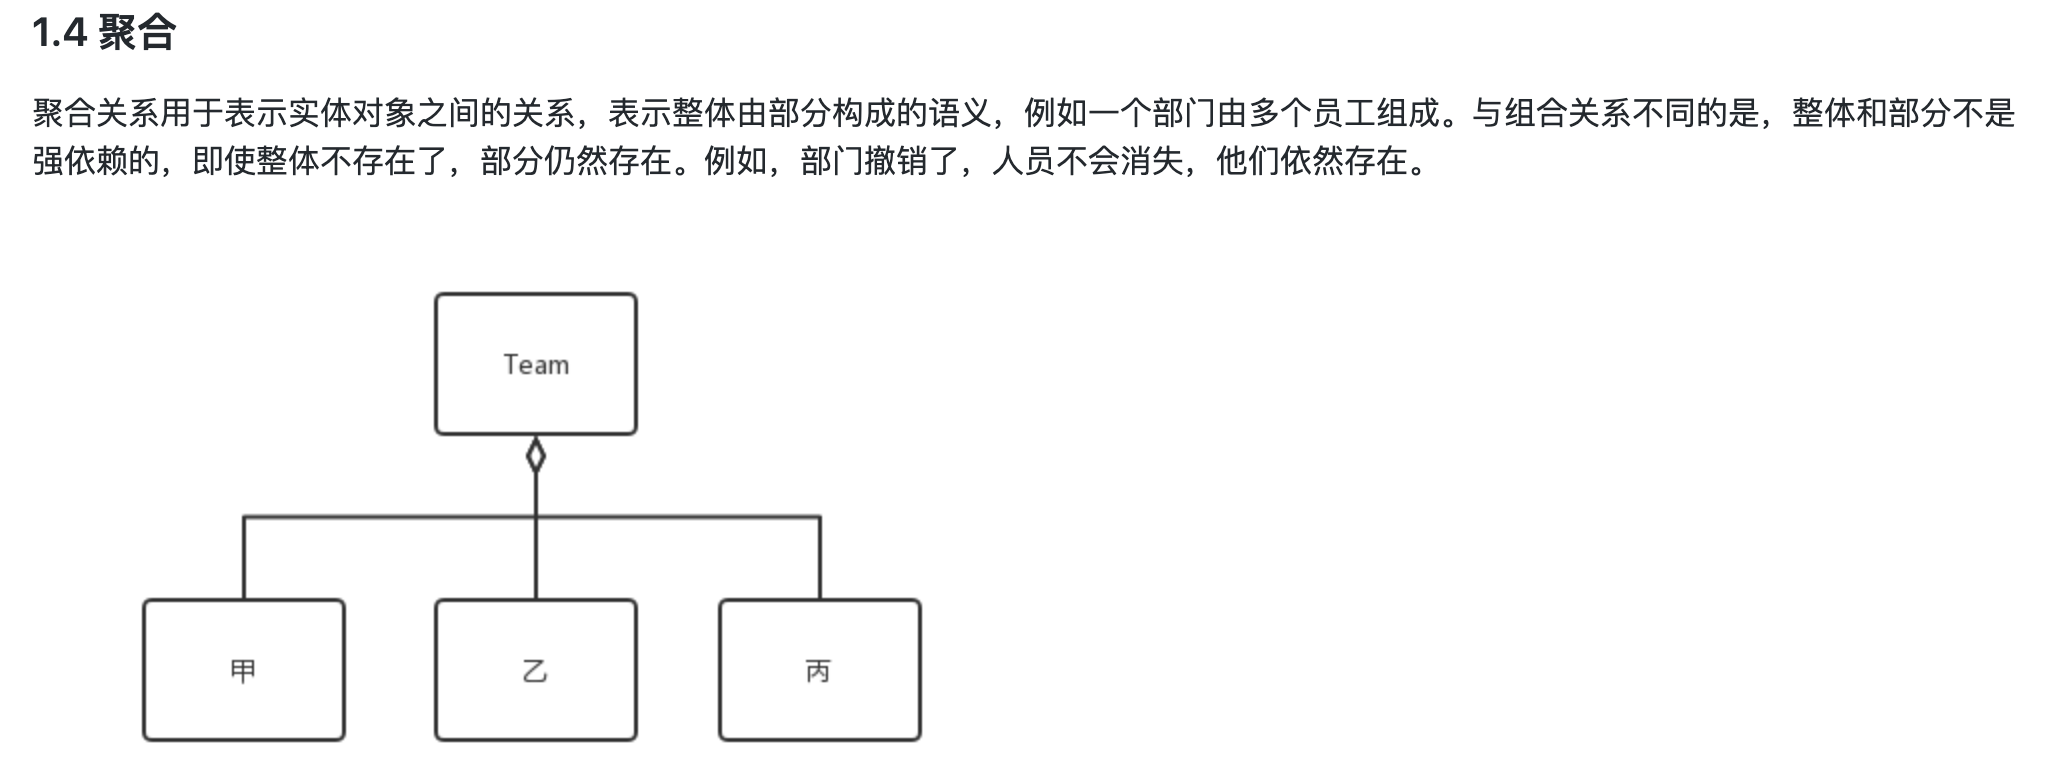 1.4 聚合
聚合关系用于表示实体对象之间的关系，表示整体由部分构成的语义，例如一个部门由多个员工组成。与组合关系不同的是，整体和部分不是
强依赖的，即使整体不存在了，部分仍然存在。例如，部门撤销了，人员不会消失，他们依然存在。
Team
甲
乙
丙